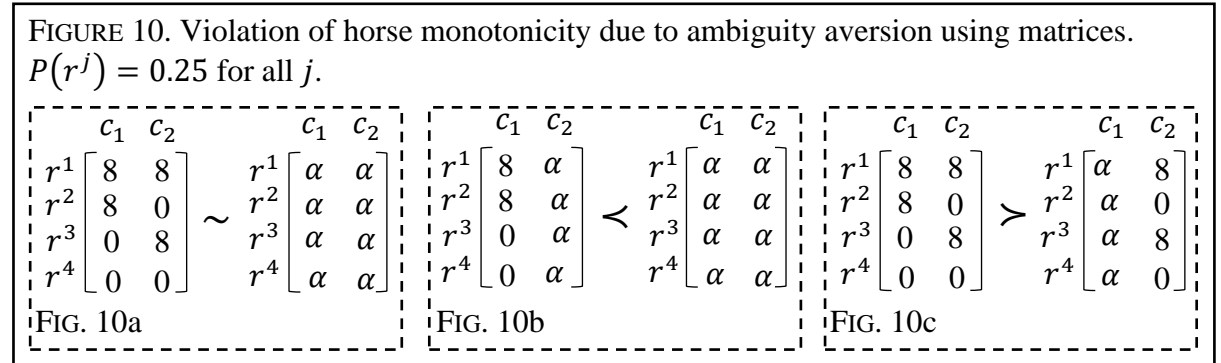 FIGURE 10. Violation of horse monotonicity due to ambiguity aversion using matrices.
P(r^j) = 0.25 for all j.
c₁ c₂ c₁ c₂ c₁ c₂ c₁ c₂ c₁ c₂ c₁ c₂
r¹ 8 8 r¹ α α r¹ 8 α r¹ α α r¹ 8 8 r¹ α 8
r² 8 0 r² α α r² 8 α r² α α r² 8 0 r² α 0
∼ ≺ ≻
r³ 0 8 r³ α α r³ 0 α r³ α α r³ 0 8 r³ α 8
r⁴ 0 0 r⁴ α α r⁴ 0 α r⁴ α α r⁴ 0 0 r⁴ α 0
FIG. 10a FIG. 10b FIG. 10c